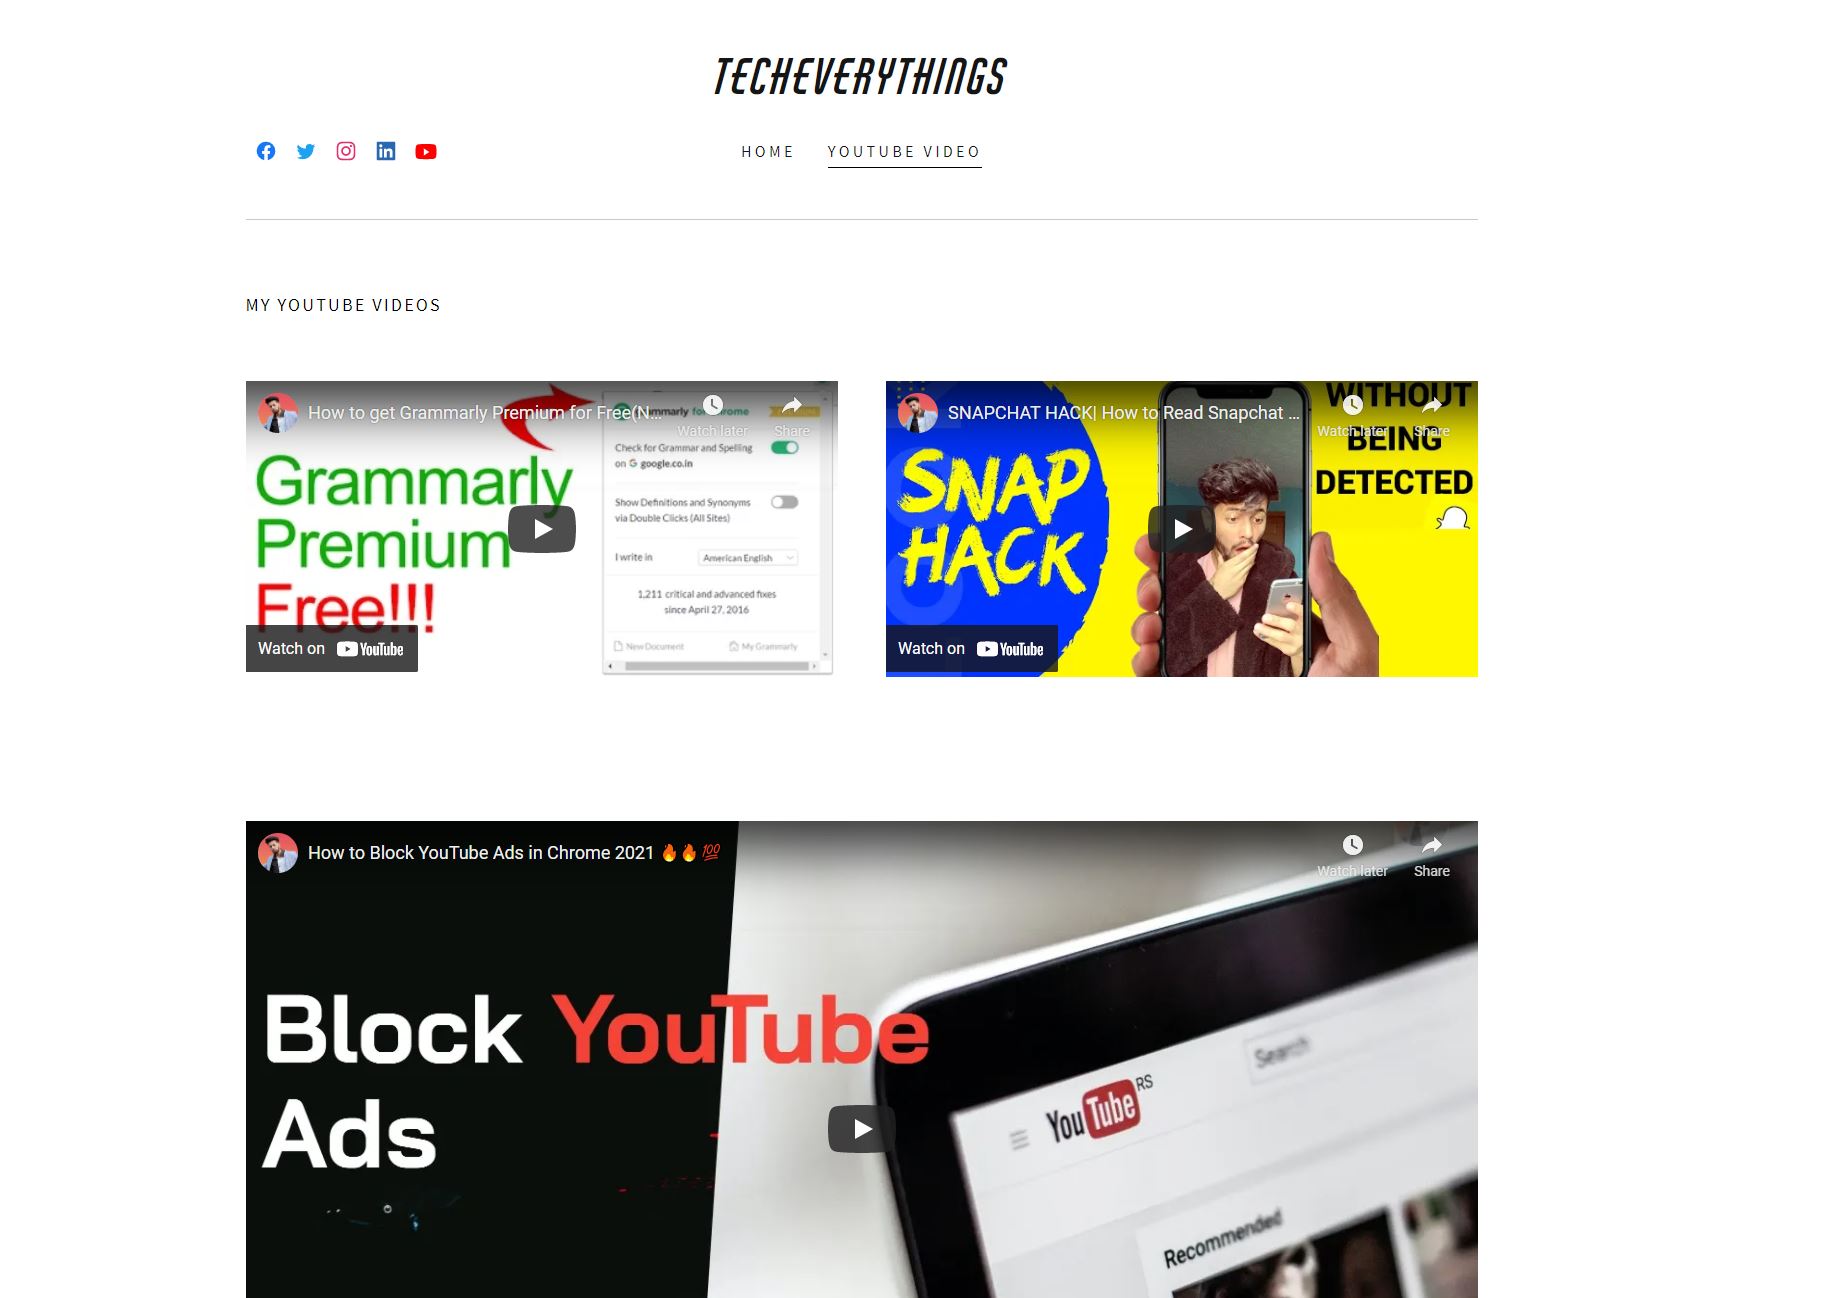 TECHEVERYTHINGS
HOME
YOUTUBE VIDEO
MY YOUTUBE VIDEOS
How to get Grammarly Premium for Free(N...
Watch later
Share
Check for Grammar and Spelling
on G google.co.in
Show Definitions and Synonyms
via Double Clicks (All Sites)
I write in
American English
1,211 critical and advanced fixes
since April 27, 2016
New Document
My Grammarly
Grammarly
Premium
Free!!!
Watch on YouTube
SNAPCHAT HACK| How to Read Snapchat ...
Watch later
Share
WITHOUT
BEING
DETECTED
SNAP
HACK
Watch on YouTube
How to Block YouTube Ads in Chrome 2021 🔥🔥💯
Watch later
Share
Block YouTube
Ads
Search
YouTube RS
Recommended